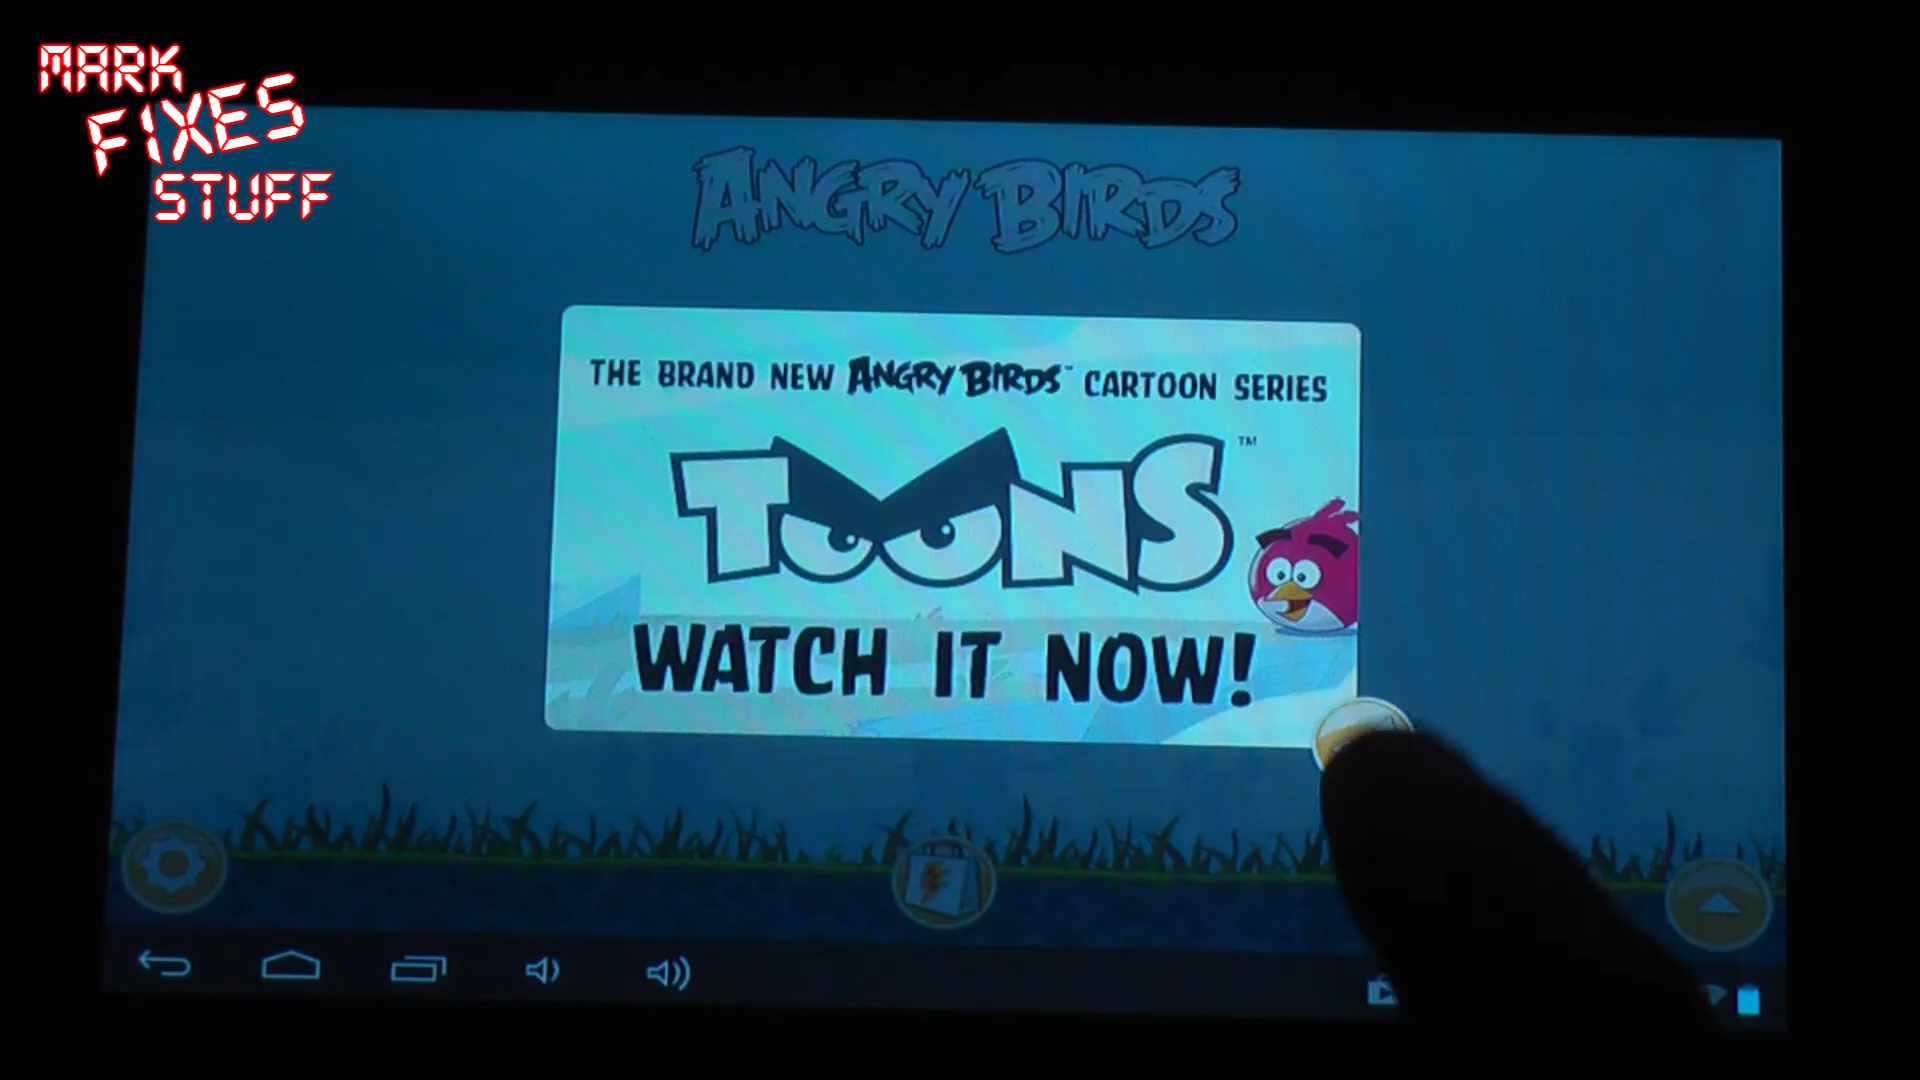 MARK
FIXES
STUFF
ANGRY BIRDS
THE BRAND NEW ANGRY BIRDS™ CARTOON SERIES
TOONS™
WATCH IT NOW!